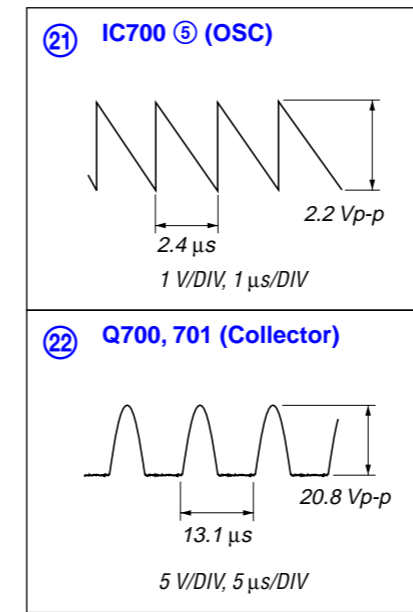 ㉑ IC700 ⑤ (OSC)
2.2 Vp-p
2.4 µs
1 V/DIV, 1 µs/DIV
㉒ Q700, 701 (Collector)
20.8 Vp-p
13.1 µs
5 V/DIV, 5 µs/DIV